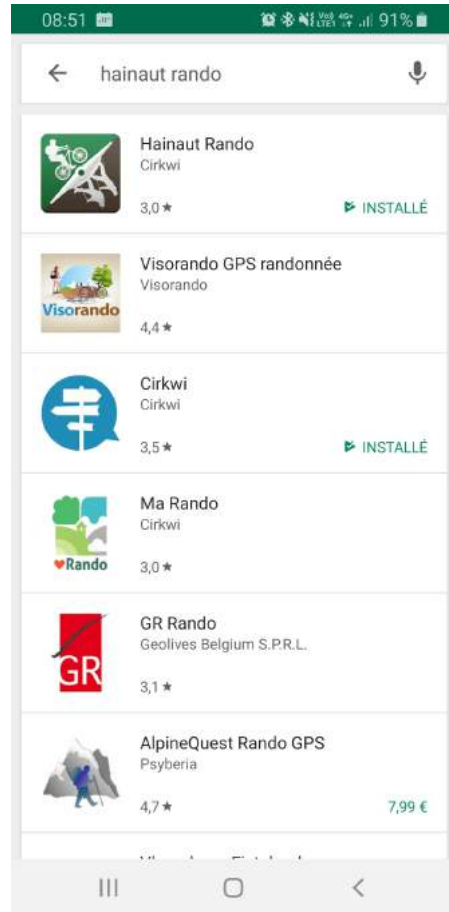 08:51 91%
hainaut rando
Hainaut Rando
Cirkwi
3,0 ★ INSTALLÉ
Visorando GPS randonnée
Visorando
Visorando
4,4 ★
Cirkwi
Cirkwi
3,5 ★ INSTALLÉ
Ma Rando
Cirkwi
Rando
3,0 ★
GR Rando
Geolives Belgium S.P.R.L.
GR
3,1 ★
AlpineQuest Rando GPS
Psyberia
4,7 ★ 7,99 €